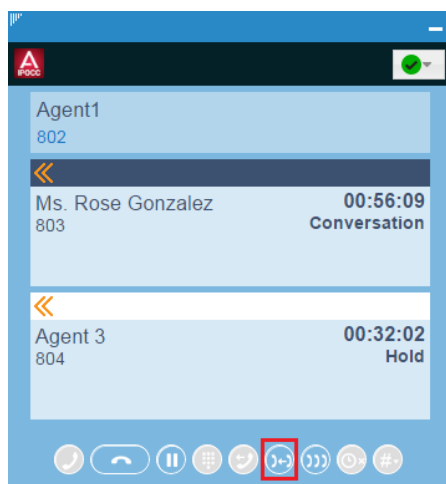 IPOCC
Agent1
802
Ms. Rose Gonzalez 00:56:09
803 Conversation
Agent 3 00:32:02
804 Hold
#